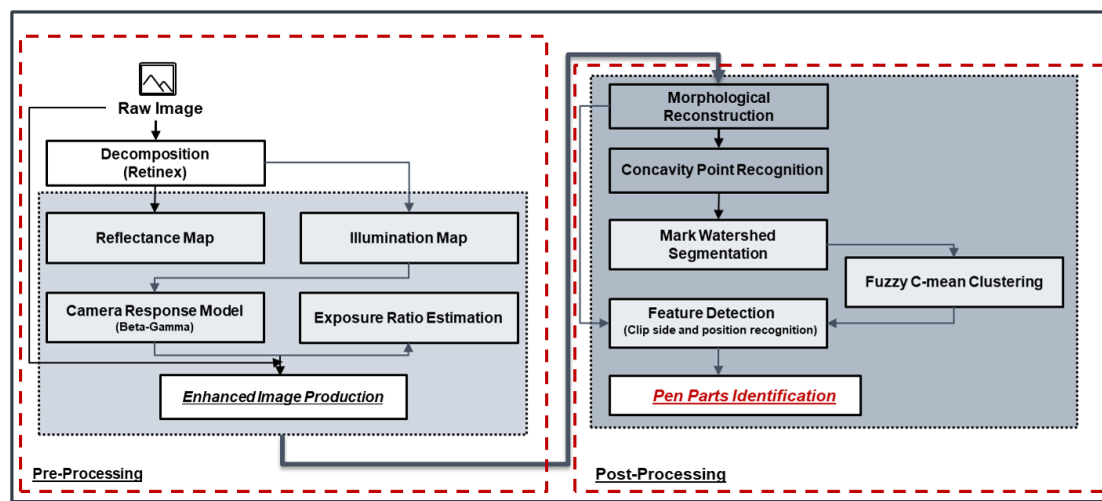 Raw Image
Decomposition
(Retinex)
Reflectance Map
Illumination Map
Camera Response Model
(Beta-Gamma)
Exposure Ratio Estimation
Enhanced Image Production
Pre-Processing
Morphological
Reconstruction
Concavity Point Recognition
Mark Watershed
Segmentation
Fuzzy C-mean Clustering
Feature Detection
(Clip side and position recognition)
Pen Parts Identification
Post-Processing